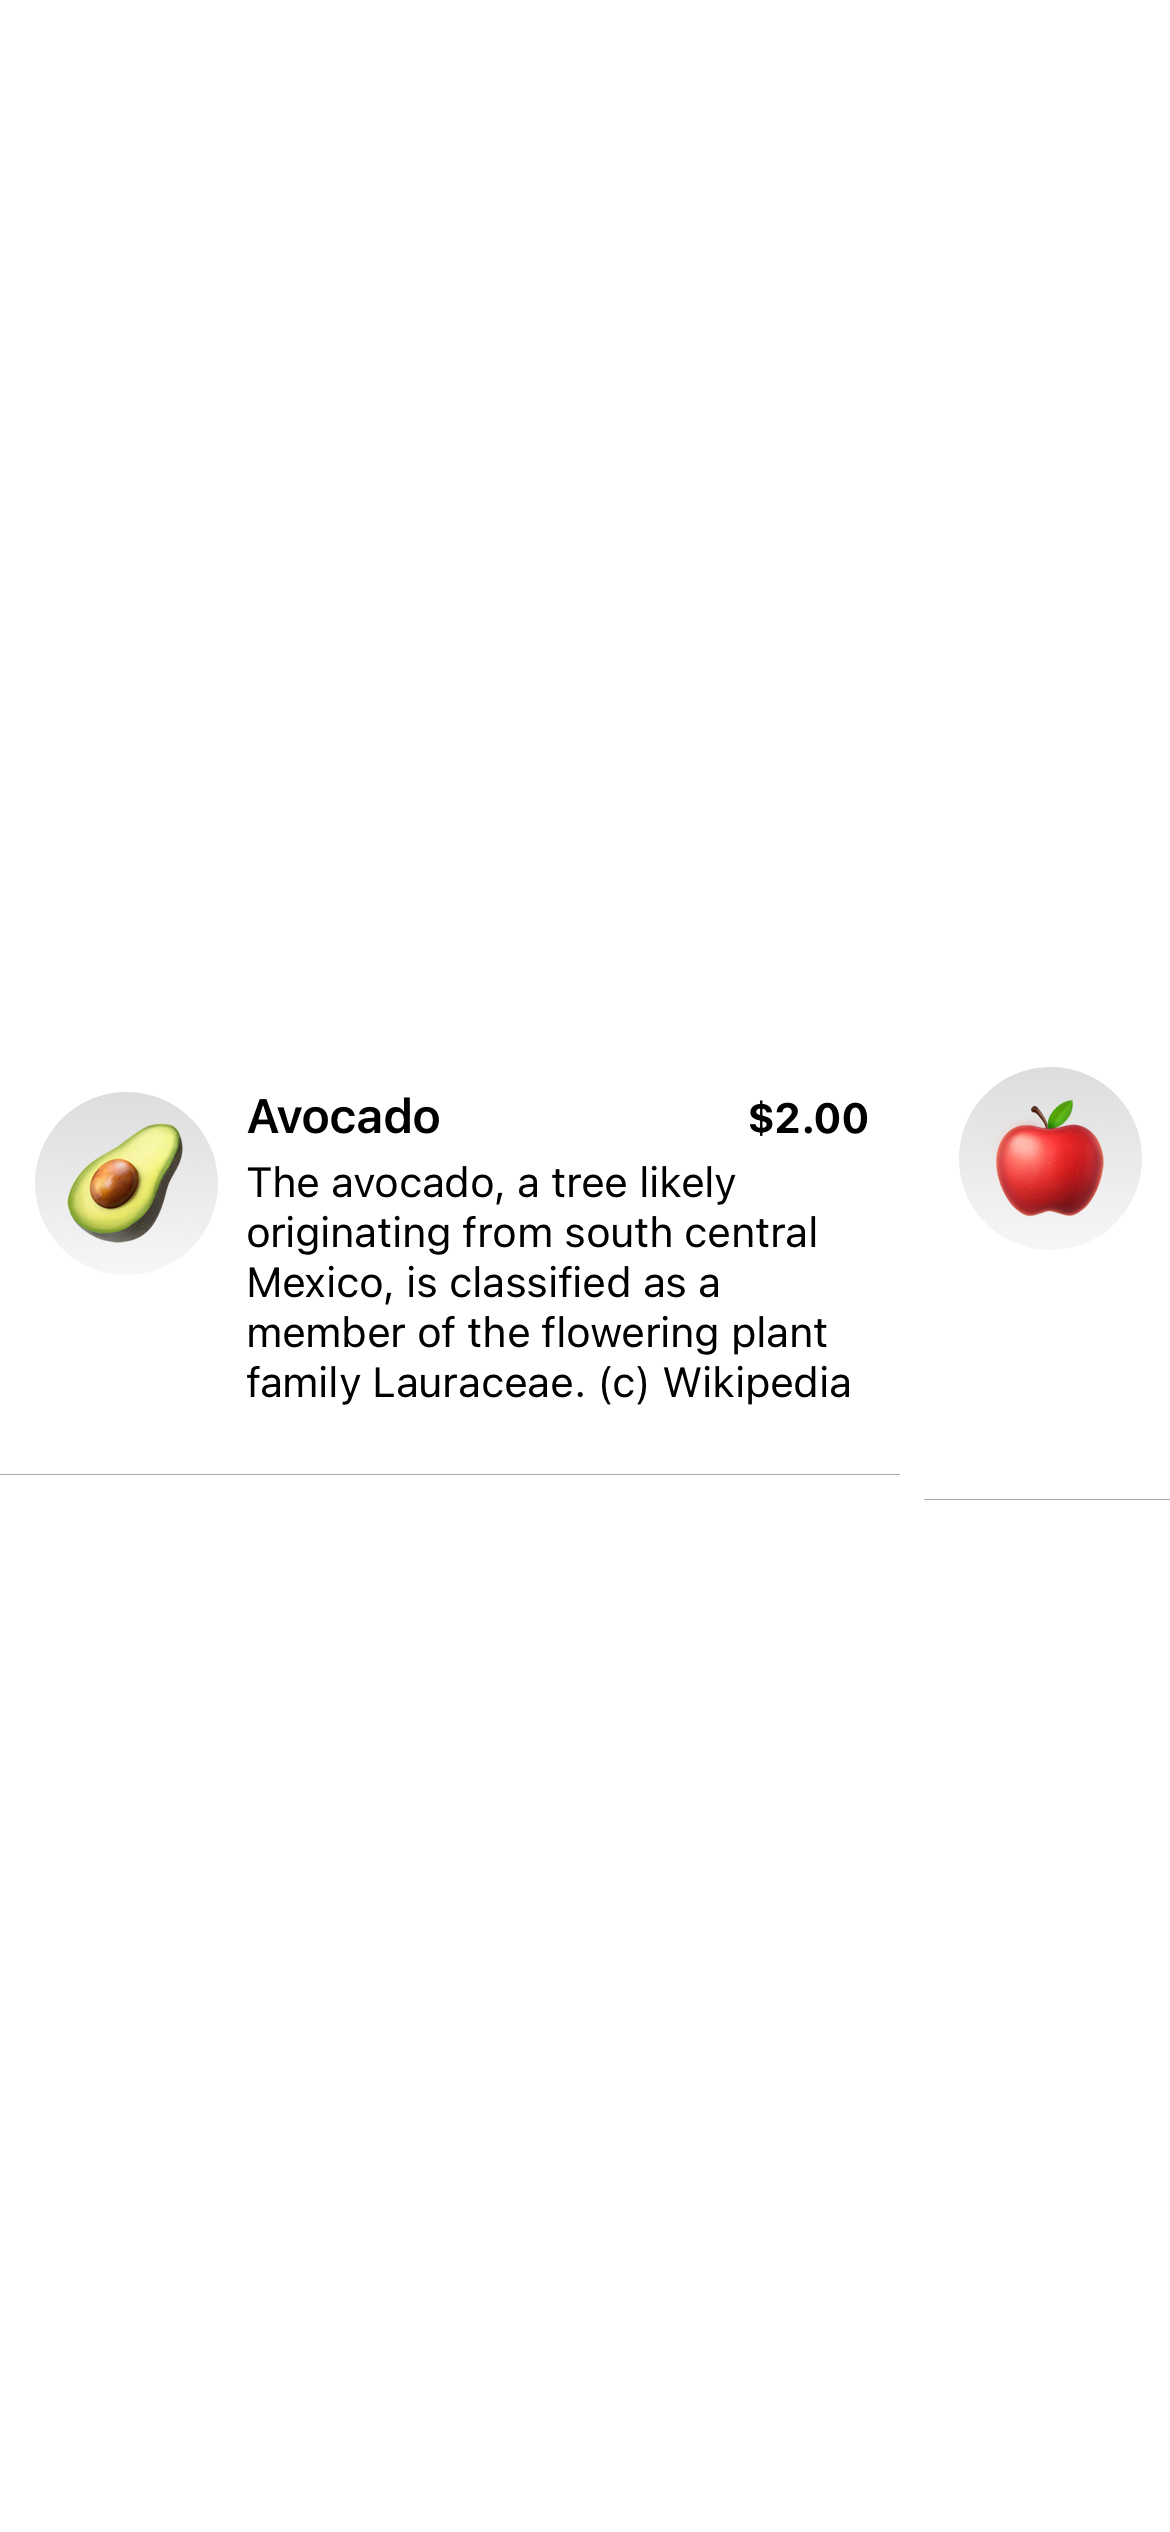 Avocado $2.00
The avocado, a tree likely
originating from south central
Mexico, is classified as a
member of the flowering plant
family Lauraceae. (c) Wikipedia